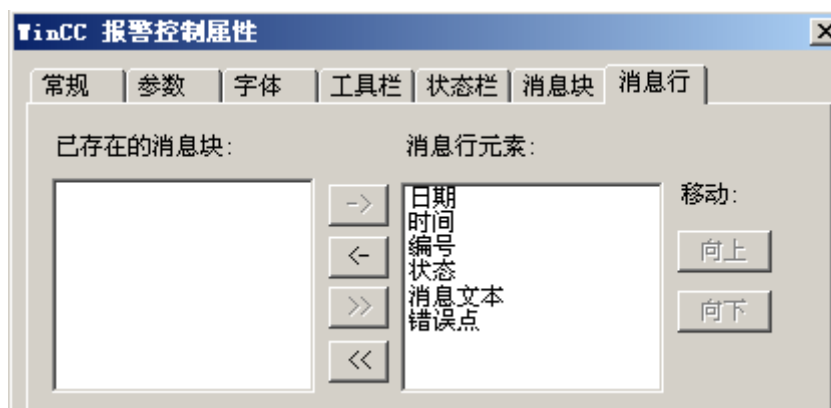 WinCC 报警控制属性
常规 参数 字体 工具栏 状态栏 消息块 消息行
已存在的消息块: 消息行元素:
移动:
日期
时间
编号
状态
消息文本
错误点
->
<-
>>
<<
向上
向下